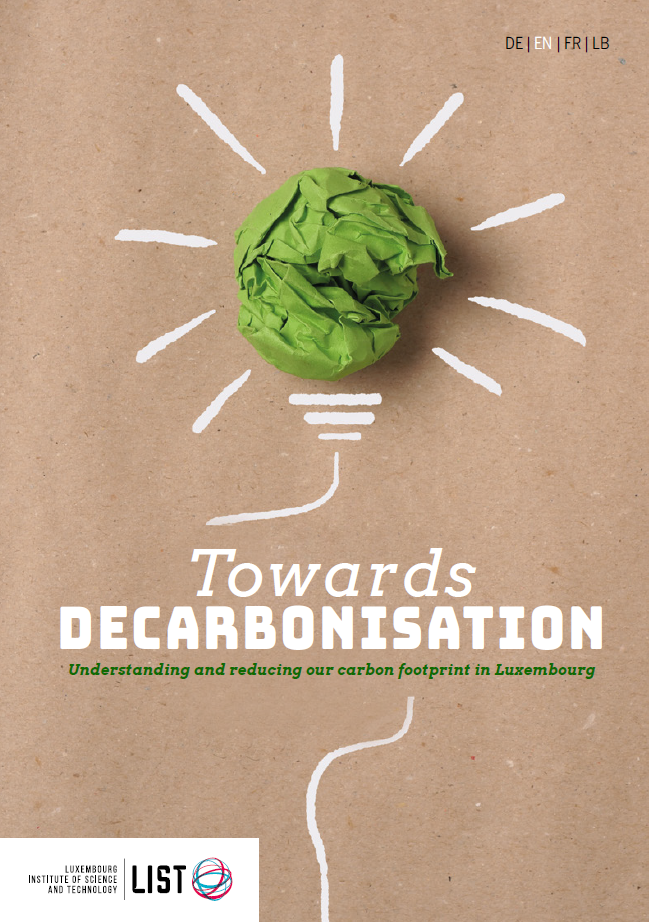 DE | EN | FR | LB
Towards
DECARBONISATION
Understanding and reducing our carbon footprint in Luxembourg
LUXEMBOURG
INSTITUTE OF SCIENCE
AND TECHNOLOGY
LIST